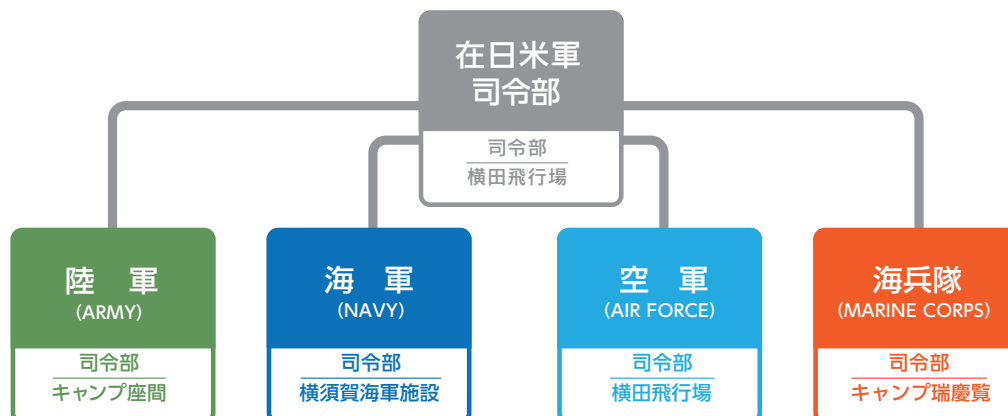 在日米軍
司令部
司令部
横田飛行場
陸 軍
(ARMY)
司令部
キャンプ座間
海 軍
(NAVY)
司令部
横須賀海軍施設
空 軍
(AIR FORCE)
司令部
横田飛行場
海兵隊
(MARINE CORPS)
司令部
キャンプ瑞慶覧